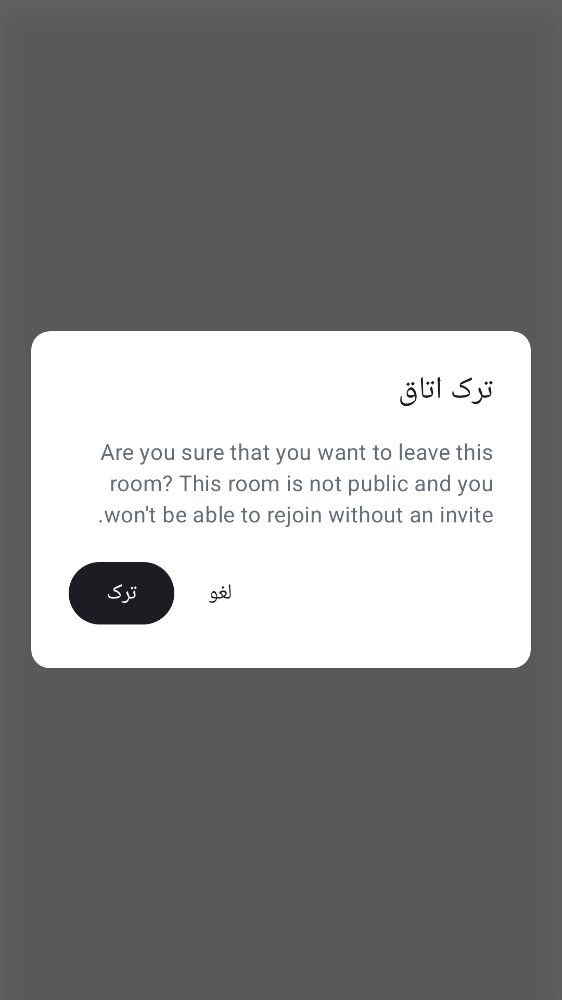 ترک اتاق
Are you sure that you want to leave this
room? This room is not public and you
won't be able to rejoin without an invite.
لغو
ترک